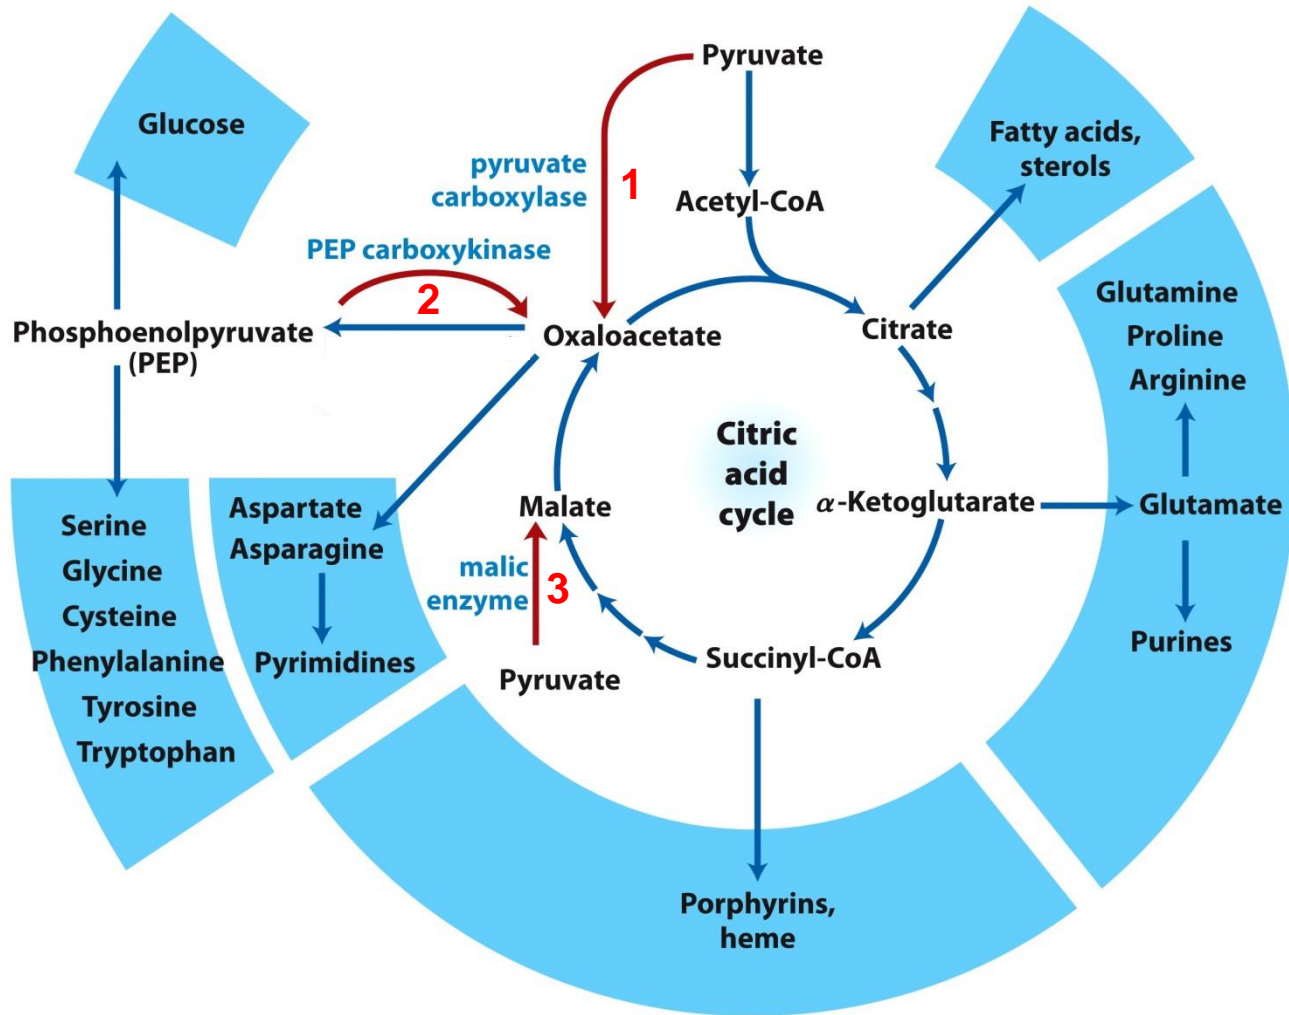 Pyruvate
Glucose
Fatty acids,
sterols
pyruvate
carboxylase
1
Acetyl-CoA
PEP carboxykinase
2
Phosphoenolpyruvate
(PEP)
Oxaloacetate
Citrate
Glutamine
Proline
Arginine
Citric
acid
cycle
Malate
α-Ketoglutarate
Glutamate
Purines
Aspartate
Asparagine
Pyrimidines
Serine
Glycine
Cysteine
Phenylalanine
Tyrosine
Tryptophan
malic
enzyme
3
Pyruvate
Succinyl-CoA
Porphyrins,
heme